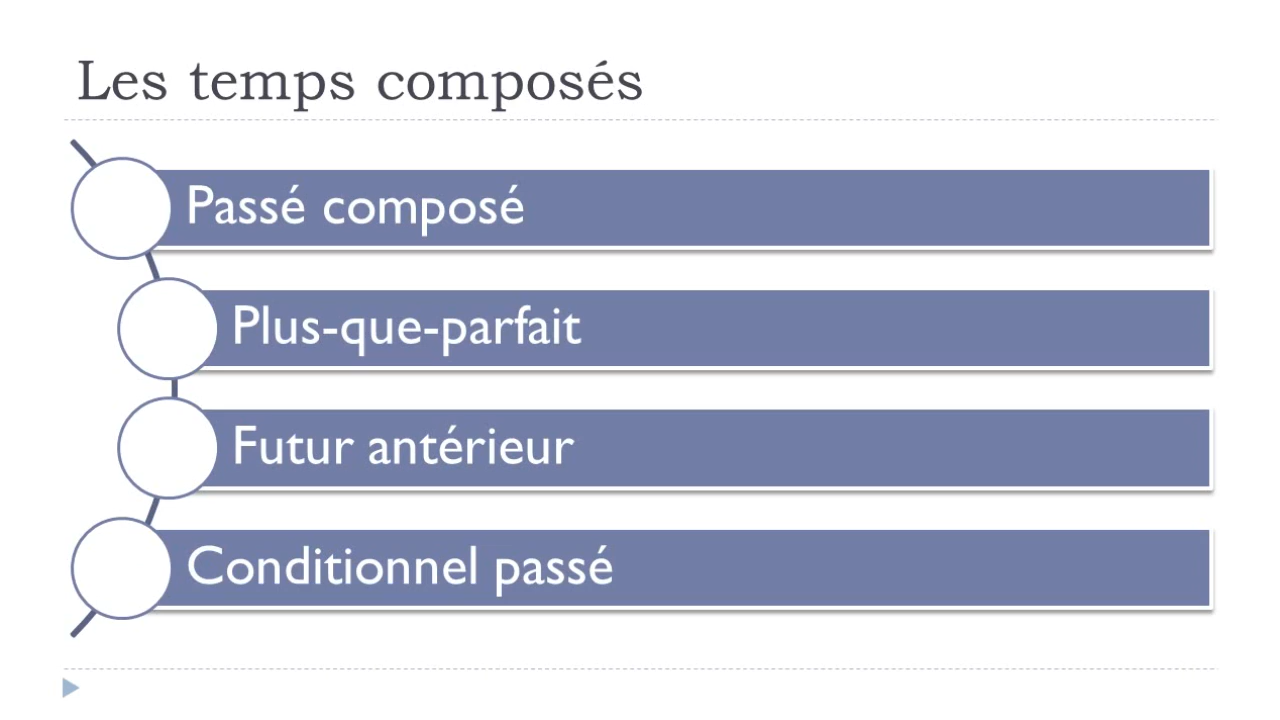 Les temps composés
Passé composé
Plus-que-parfait
Futur antérieur
Conditionnel passé